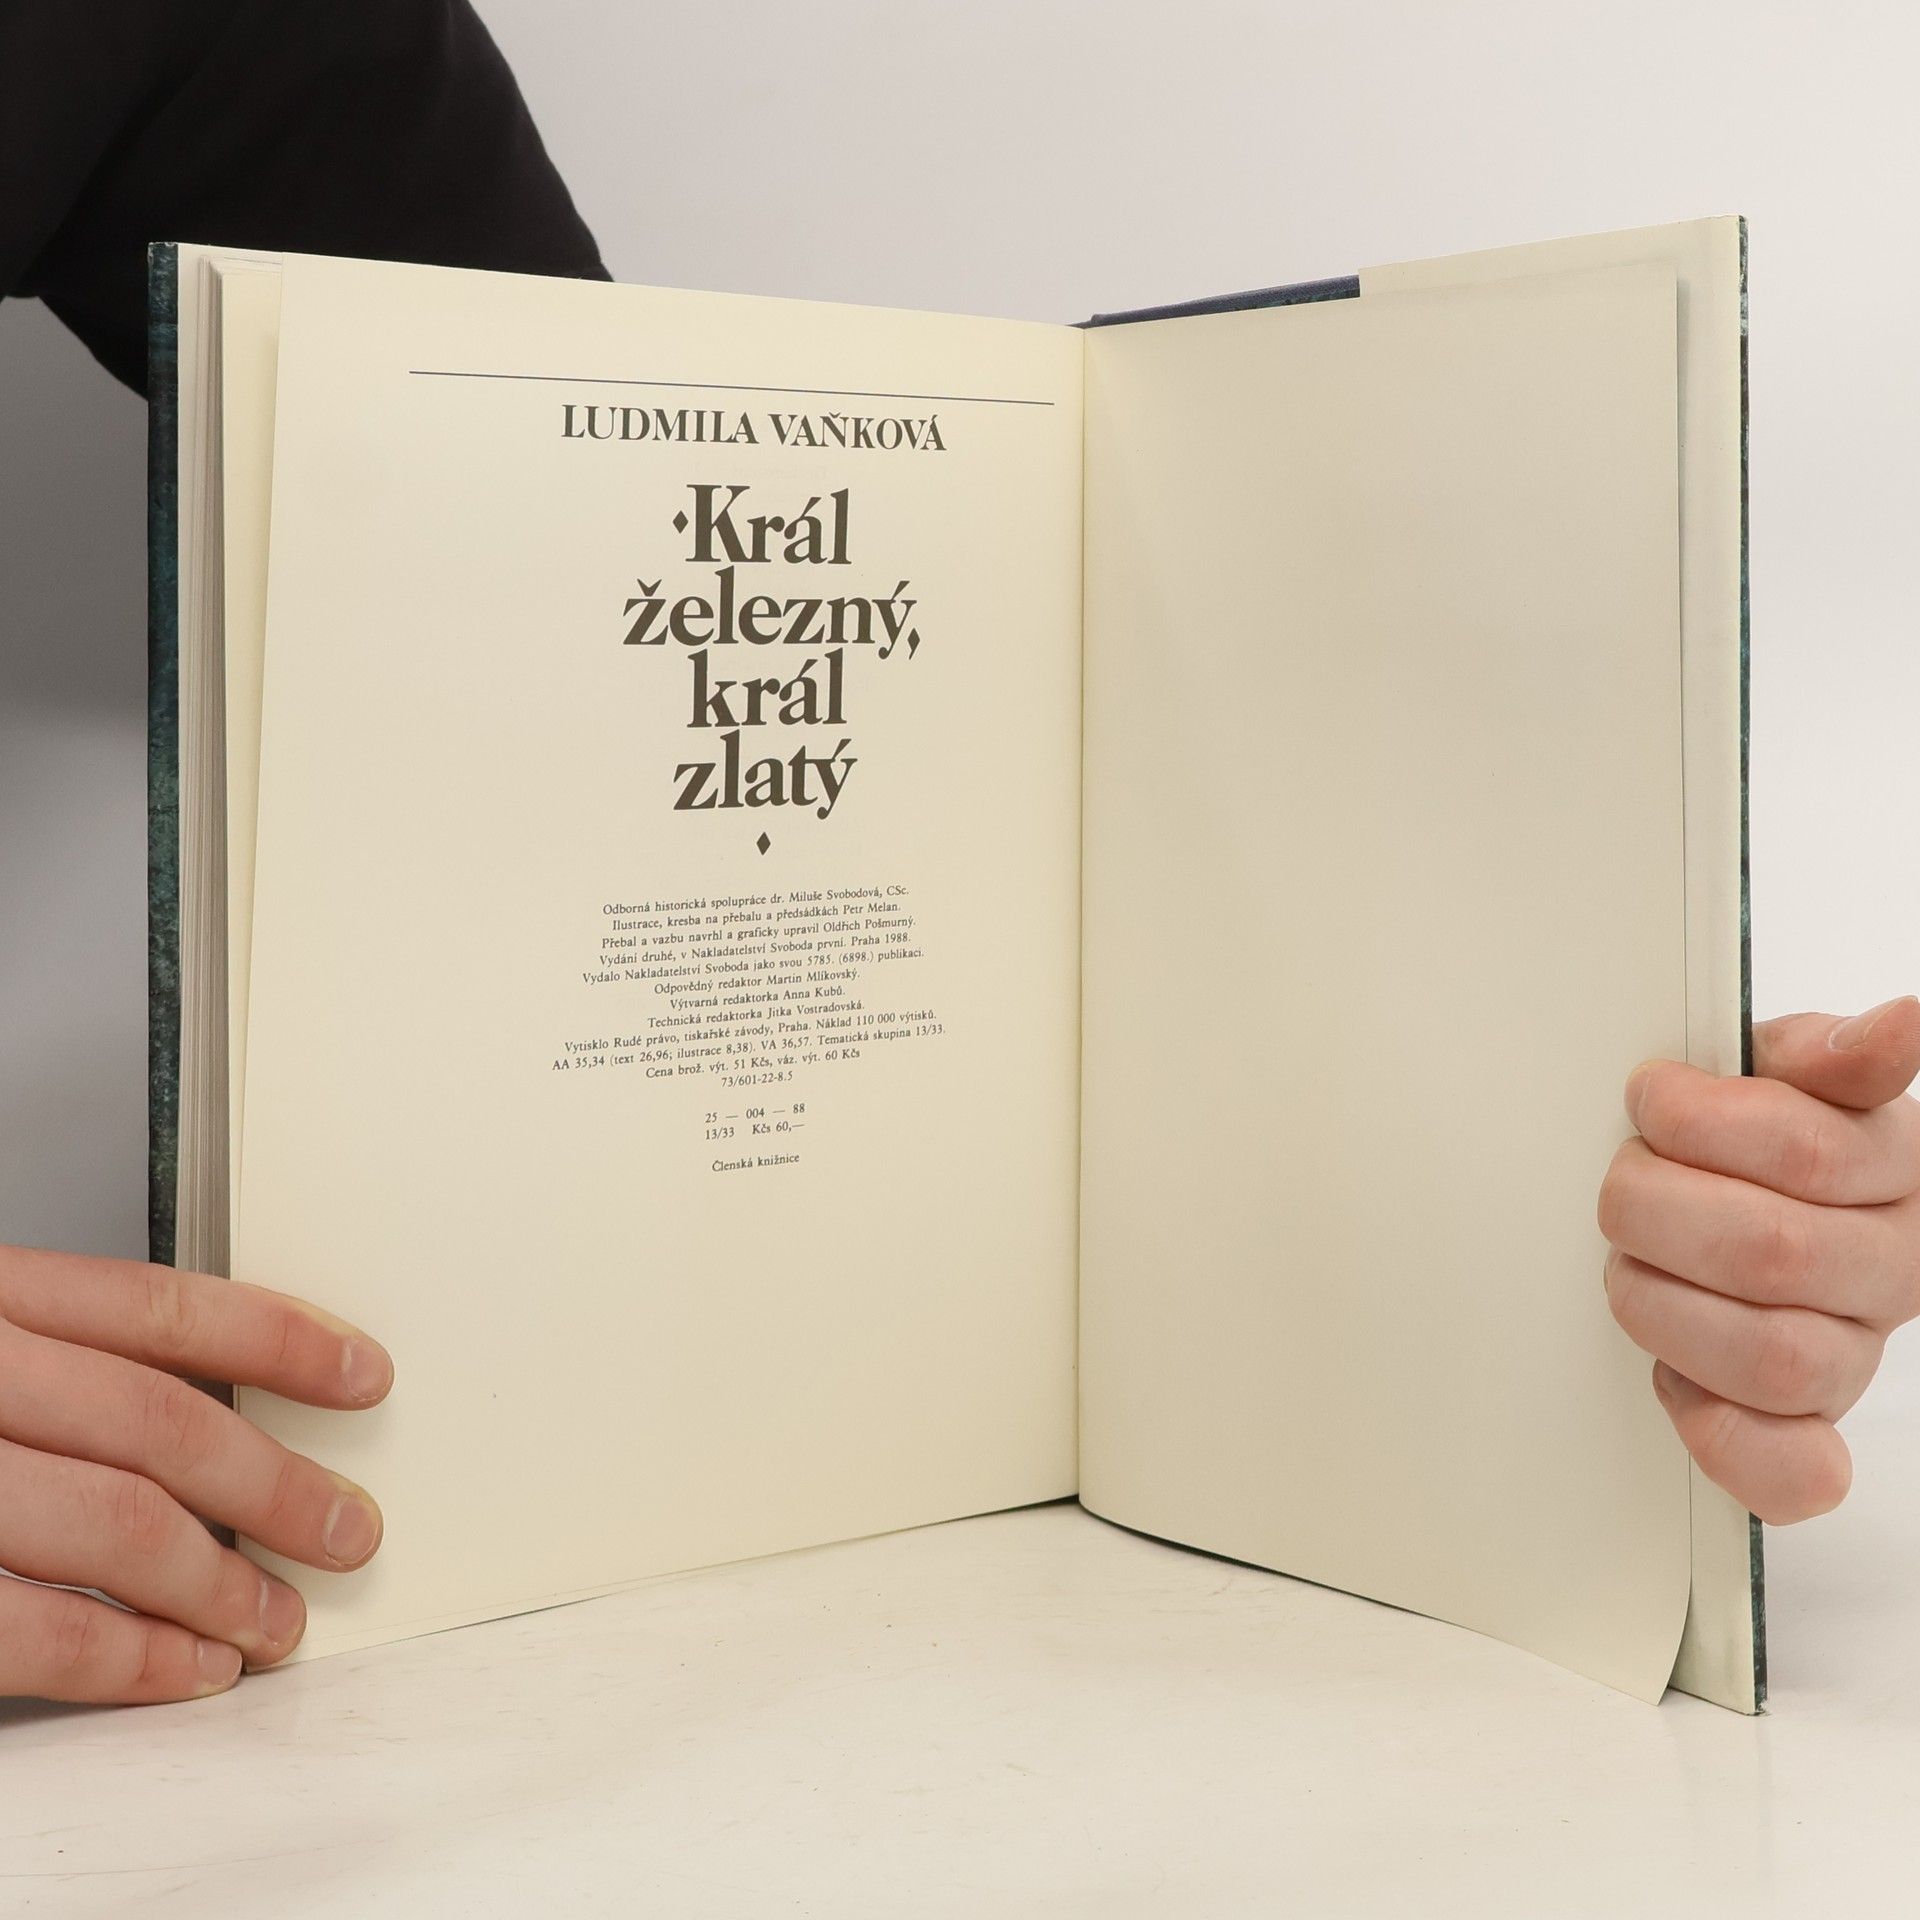 LUDMILA VAŇKOVÁ
Král
železný,
král
zlatý
Odborná historická spolupráce dr. Miluše Svobodová, CSc.
Ilustrace, kresba na přebalu a předsádkách Petr Melan.
Přebal a vazbu navrhl a graficky upravil Oldřich Pošmurný.
Vydání druhé, v Nakladatelství Svoboda první. Praha 1988.
Vydalo Nakladatelství Svoboda jako svou 5785. (6898.) publikaci.
Odpovědný redaktor Martin Mlíkovský.
Výtvarná redaktorka Anna Kubů.
Technická redaktorka Jitka Vostradovská.
Vytisklo Rudé právo, tiskařské závody, Praha. Náklad 110 000 výtisků.
AA 35,34 (text 26,96; ilustrace 8,38). VA 36,57. Tematická skupina 13/33.
Cena brož. výt. 51 Kčs, váz. výt. 60 Kčs
73/601-22-8.5
25 — 004 — 88
13/33 Kčs 60,—
Členská knižnice